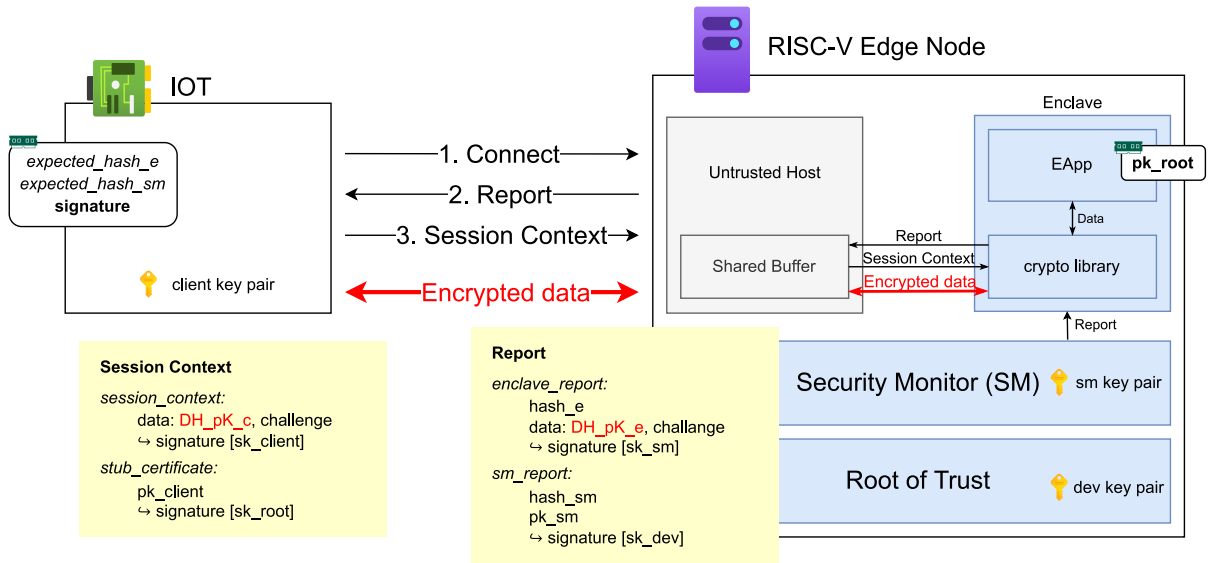 RISC-V Edge Node
IOT
expected_hash_e
expected_hash_sm
signature
client key pair
1. Connect
2. Report
3. Session Context
Encrypted data
Untrusted Host
Shared Buffer
Enclave
EApp
pk_root
Data
Report
Session Context
Encrypted data
crypto library
Report
Security Monitor (SM)
sm key pair
Root of Trust
dev key pair
Session Context
session_context:
data: DH_pK_c, challenge
↪ signature [sk_client]
stub_certificate:
pk_client
↪ signature [sk_root]
Report
enclave_report:
hash_e
data: DH_pK_e, challange
↪ signature [sk_sm]
sm_report:
hash_sm
pk_sm
↪ signature [sk_dev]